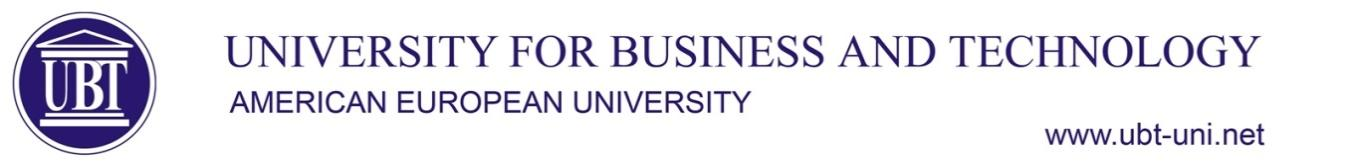 UBT
UNIVERSITY FOR BUSINESS AND TECHNOLOGY
AMERICAN EUROPEAN UNIVERSITY
www.ubt-uni.net